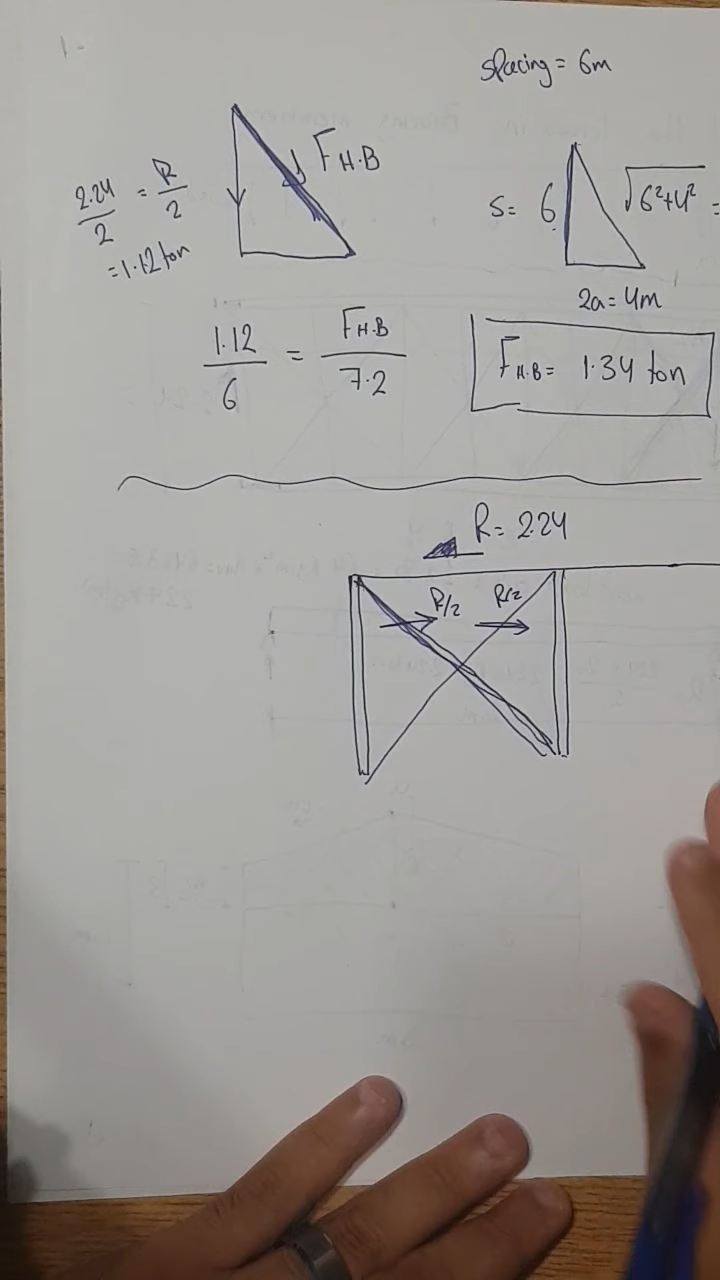 spacing = 6m
F H.B
2.24/2 = R/2
= 1.12 ton
S = 6
√6²+4² =
2a = 4m
1.12/6 = F H.B/7.2
F H.B = 1.34 ton
R = 2.24
R/2 R/2